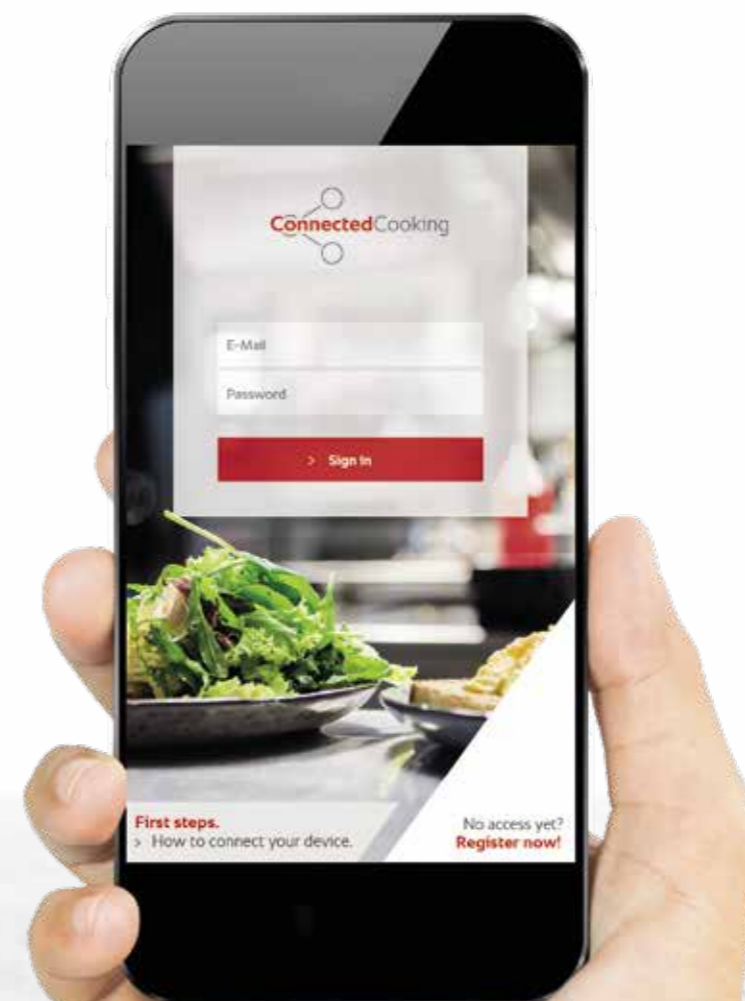 ConnectedCooking
E-Mail
Password
> Sign In
First steps.
> How to connect your device.
No access yet?
Register now!